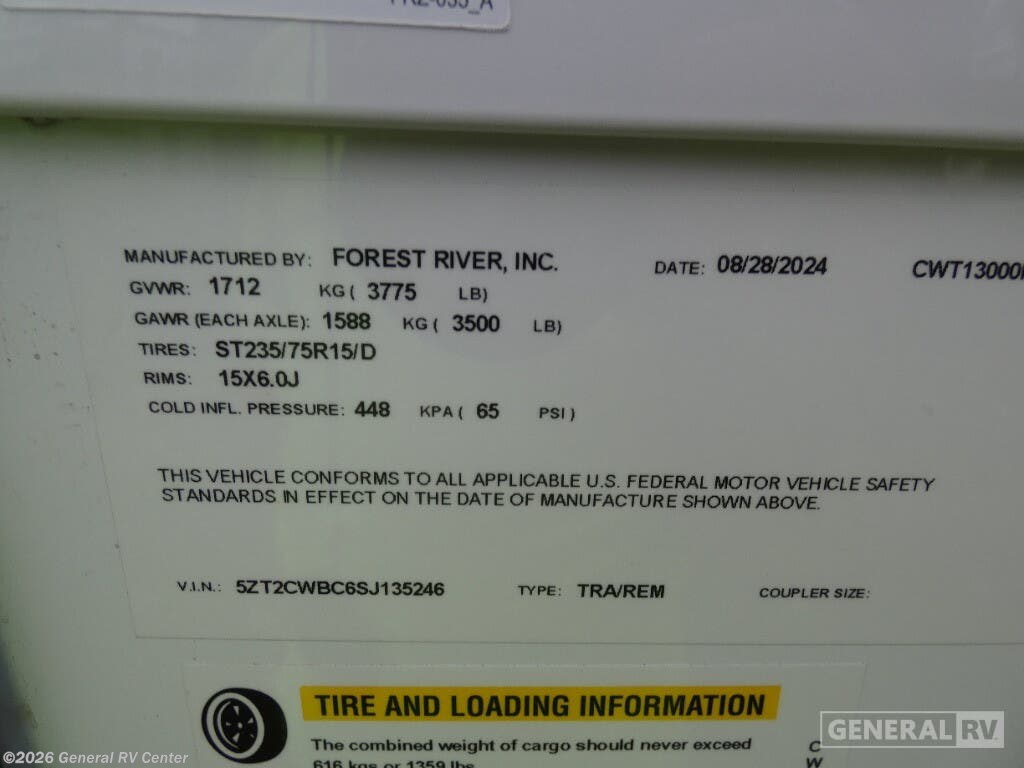 MANUFACTURED BY: FOREST RIVER, INC. DATE: 08/28/2024 CWT13000
GVWR: 1712 KG ( 3775 LB)
GAWR (EACH AXLE): 1588 KG ( 3500 LB)
TIRES: ST235/75R15/D
RIMS: 15X6.0J
COLD INFL. PRESSURE: 448 KPA ( 65 PSI )
THIS VEHICLE CONFORMS TO ALL APPLICABLE U.S. FEDERAL MOTOR VEHICLE SAFETY
STANDARDS IN EFFECT ON THE DATE OF MANUFACTURE SHOWN ABOVE.
V.I.N.: 5ZT2CWBC6SJ135246 TYPE: TRA/REM COUPLER SIZE:
TIRE AND LOADING INFORMATION
The combined weight of cargo should never exceed C
616 kgs or 1359 lbs W
GENERAL RV
©2026 General RV Center